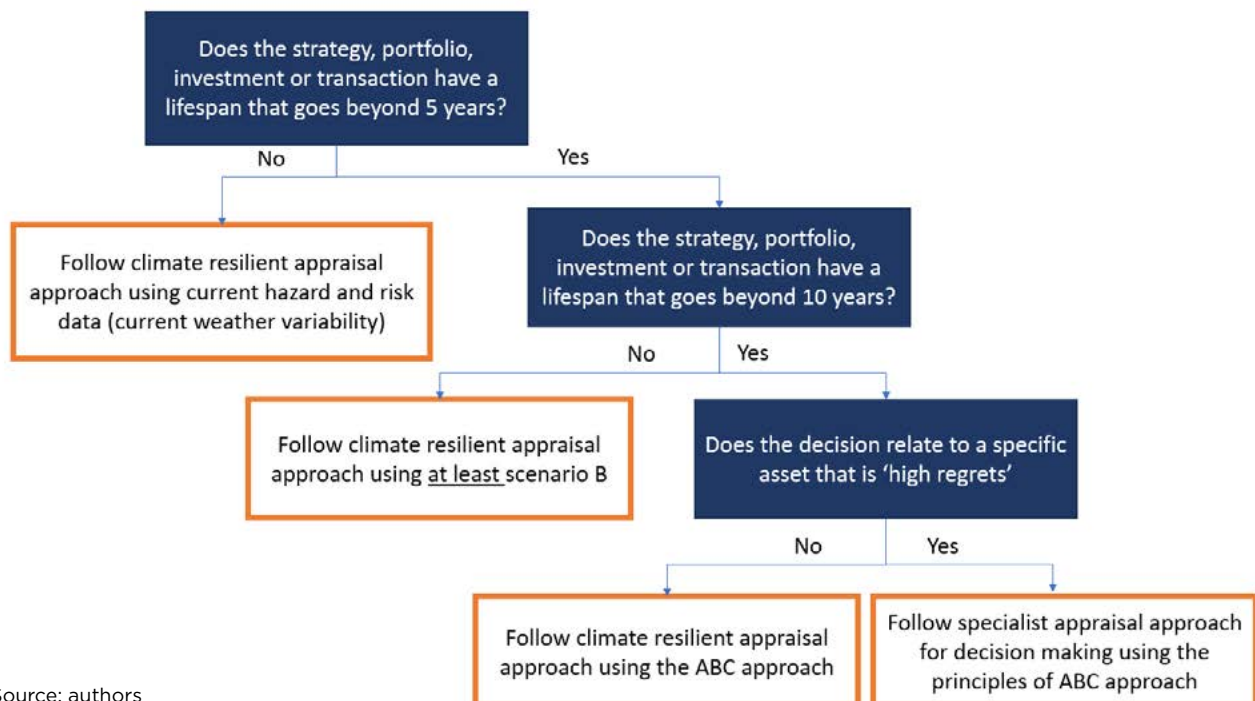 Does the strategy, portfolio,
investment or transaction have a
lifespan that goes beyond 5 years?
No
Yes
Follow climate resilient appraisal
approach using current hazard and risk
data (current weather variability)
Does the strategy, portfolio,
investment or transaction have a
lifespan that goes beyond 10 years?
No
Yes
Follow climate resilient appraisal
approach using at least scenario B
Does the decision relate to a specific
asset that is ‘high regrets’
No
Yes
Follow climate resilient appraisal
approach using the ABC approach
Follow specialist appraisal approach
for decision making using the
principles of ABC approach
Source: authors